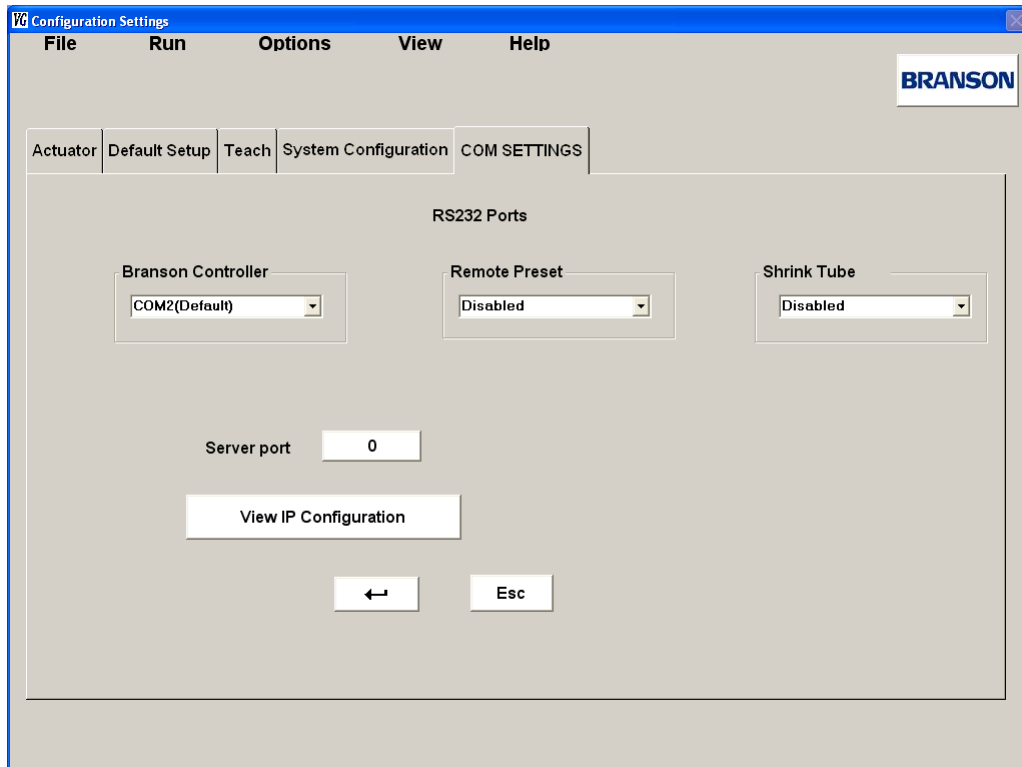 VG Configuration Settings
File Run Options View Help
BRANSON
Actuator Default Setup Teach System Configuration COM SETTINGS
RS232 Ports
Branson Controller Remote Preset Shrink Tube
COM2(Default) Disabled Disabled
Server port 0
View IP Configuration
Esc